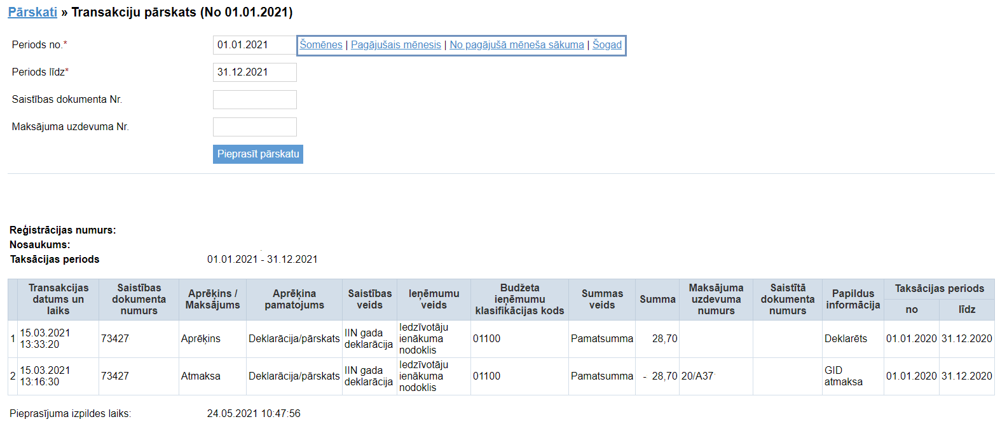 Pārskati » Transakciju pārskats (No 01.01.2021)
Periods no.* 01.01.2021 Šomēnes | Pagājušais mēnesis | No pagājušā mēneša sākuma | Šogad
Periods līdz* 31.12.2021
Saistības dokumenta Nr.
Maksājuma uzdevuma Nr.
Pieprasīt pārskatu
Reģistrācijas numurs:
Nosaukums:
Taksācijas periods 01.01.2021 - 31.12.2021
Transakcijas datums un laiks Saistības dokumenta numurs Aprēķins / Maksājums Aprēķina pamatojums Saistības veids Ieņēmumu veids Budžeta ieņēmumu klasifikācijas kods Summas veids Summa Maksājuma uzdevuma numurs Saistītā dokumenta numurs Papildus informācija Taksācijas periods
no līdz
1 15.03.2021 13:33:20 73427 Aprēķins Deklarācija/pārskats IIN gada deklarācija Iedzīvotāju ienākuma nodoklis 01100 Pamatsumma 28,70 Deklarēts 01.01.2020 31.12.2020
2 15.03.2021 13:16:30 73427 Atmaksa Deklarācija/pārskats IIN gada deklarācija Iedzīvotāju ienākuma nodoklis 01100 Pamatsumma - 28,70 20/A37 GID atmaksa 01.01.2020 31.12.2020
Pieprasījuma izpildes laiks: 24.05.2021 10:47:56